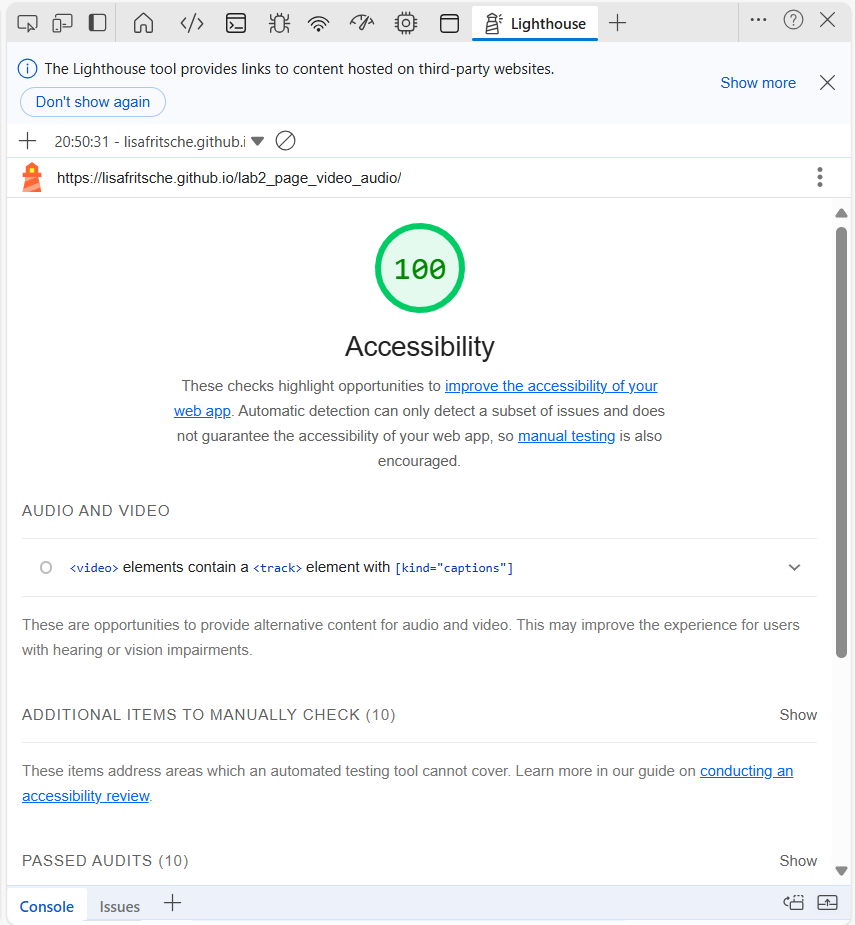 Lighthouse
The Lighthouse tool provides links to content hosted on third-party websites.
Show more
Don't show again
20:50:31 - lisafritsche.github.i
https://lisafritsche.github.io/lab2_page_video_audio/
100
Accessibility
These checks highlight opportunities to improve the accessibility of your
web app. Automatic detection can only detect a subset of issues and does
not guarantee the accessibility of your web app, so manual testing is also
encouraged.
AUDIO AND VIDEO
<video> elements contain a <track> element with [kind="captions"]
These are opportunities to provide alternative content for audio and video. This may improve the experience for users
with hearing or vision impairments.
ADDITIONAL ITEMS TO MANUALLY CHECK (10)
Show
These items address areas which an automated testing tool cannot cover. Learn more in our guide on conducting an
accessibility review.
PASSED AUDITS (10)
Show
Console
Issues